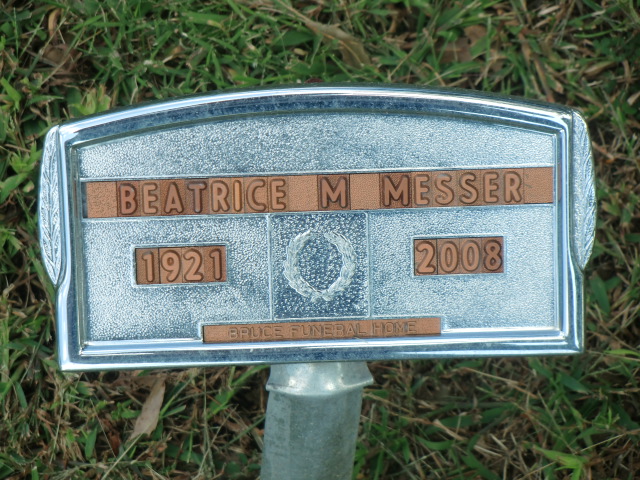 BEATRICE M MESSER
1921 2008
BRUCE FUNERAL HOME